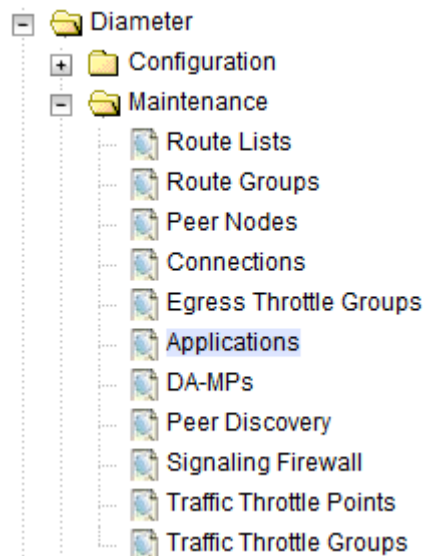 Diameter
Configuration
Maintenance
Route Lists
Route Groups
Peer Nodes
Connections
Egress Throttle Groups
Applications
DA-MPs
Peer Discovery
Signaling Firewall
Traffic Throttle Points
Traffic Throttle Groups